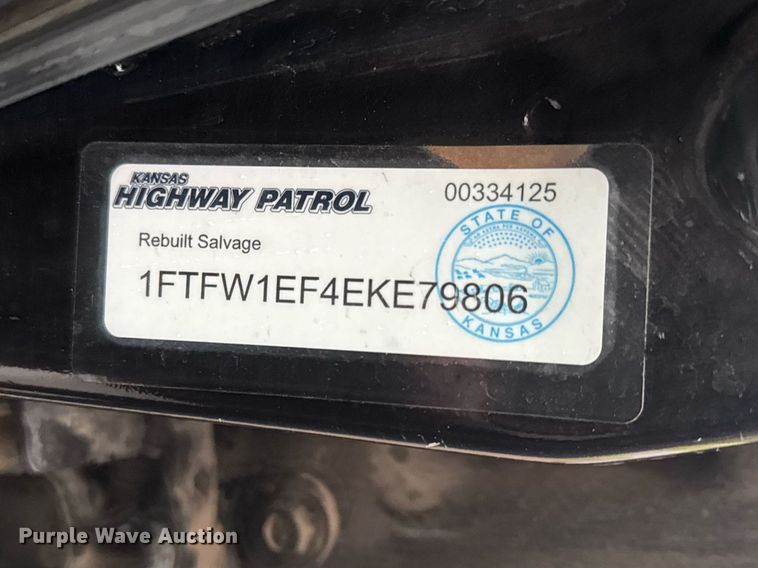 KANSAS
HIGHWAY PATROL
00334125
Rebuilt Salvage
1FTFW1EF4EKE79806
STATE OF
KANSAS
Purple Wave Auction